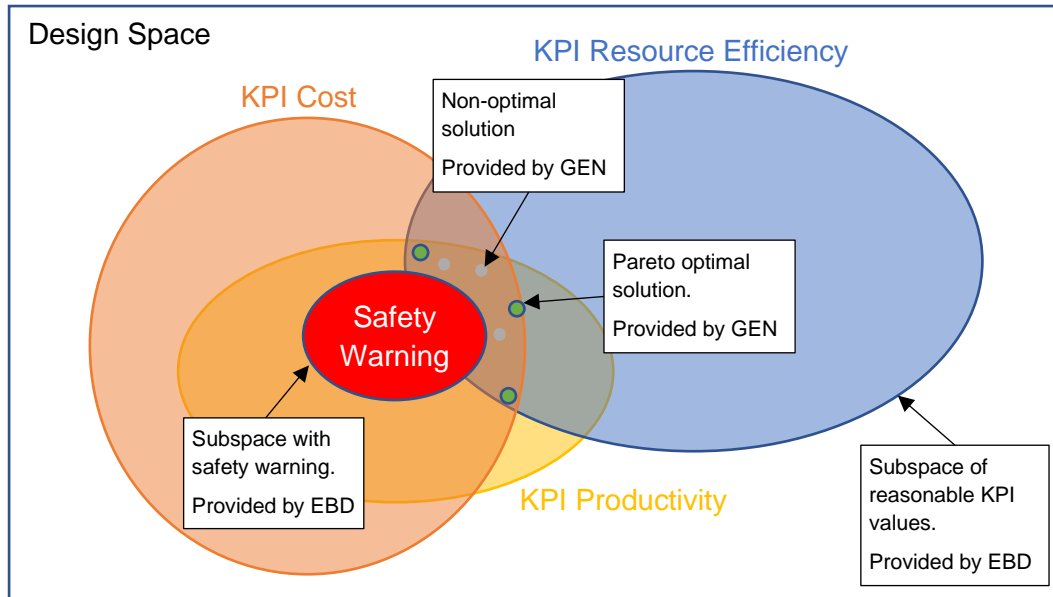 Design Space
KPI Resource Efficiency
KPI Cost
Non-optimal
solution
Provided by GEN
Pareto optimal
solution.
Provided by GEN
Safety
Warning
Subspace with
safety warning.
Provided by EBD
KPI Productivity
Subspace of
reasonable KPI
values.
Provided by EBD